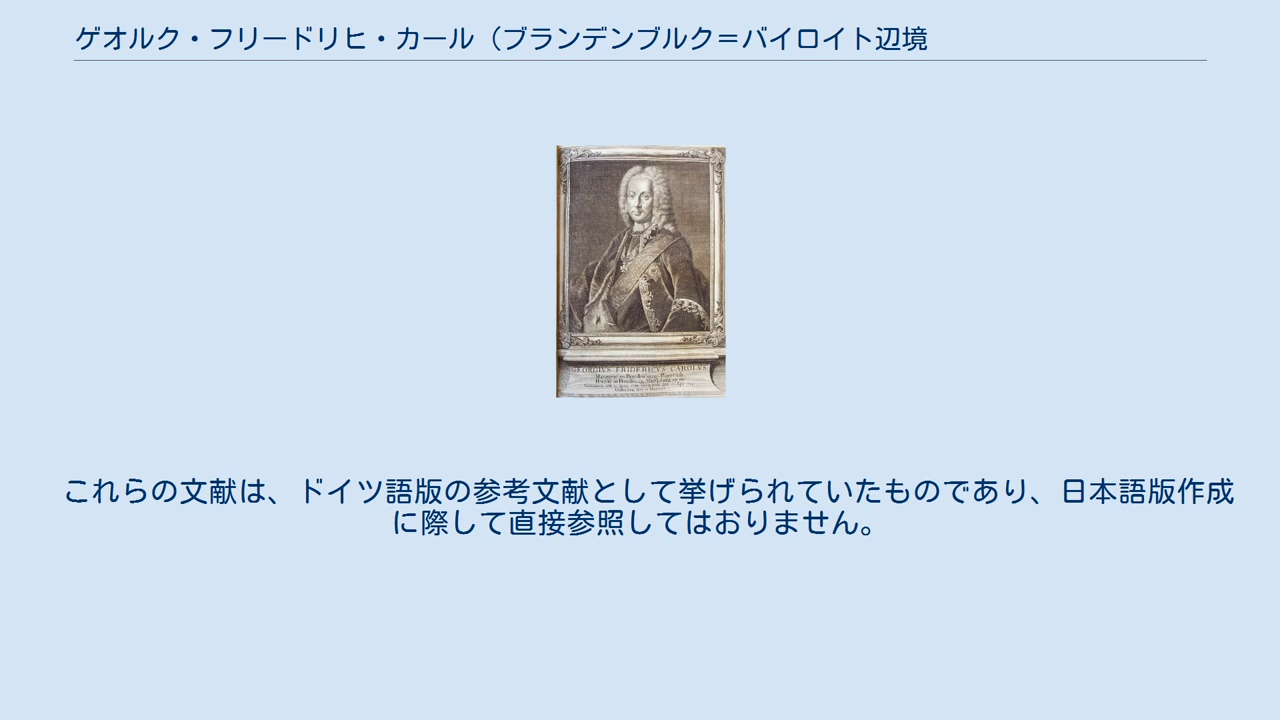 ゲオルク・フリードリヒ・カール（ブランデンブルク＝バイロイト辺境
GEORGIVS FRIDERICVS CAROLVS
これらの文献は、ドイツ語版の参考文献として挙げられていたものであり、日本語版作成
に際して直接参照してはおりません。